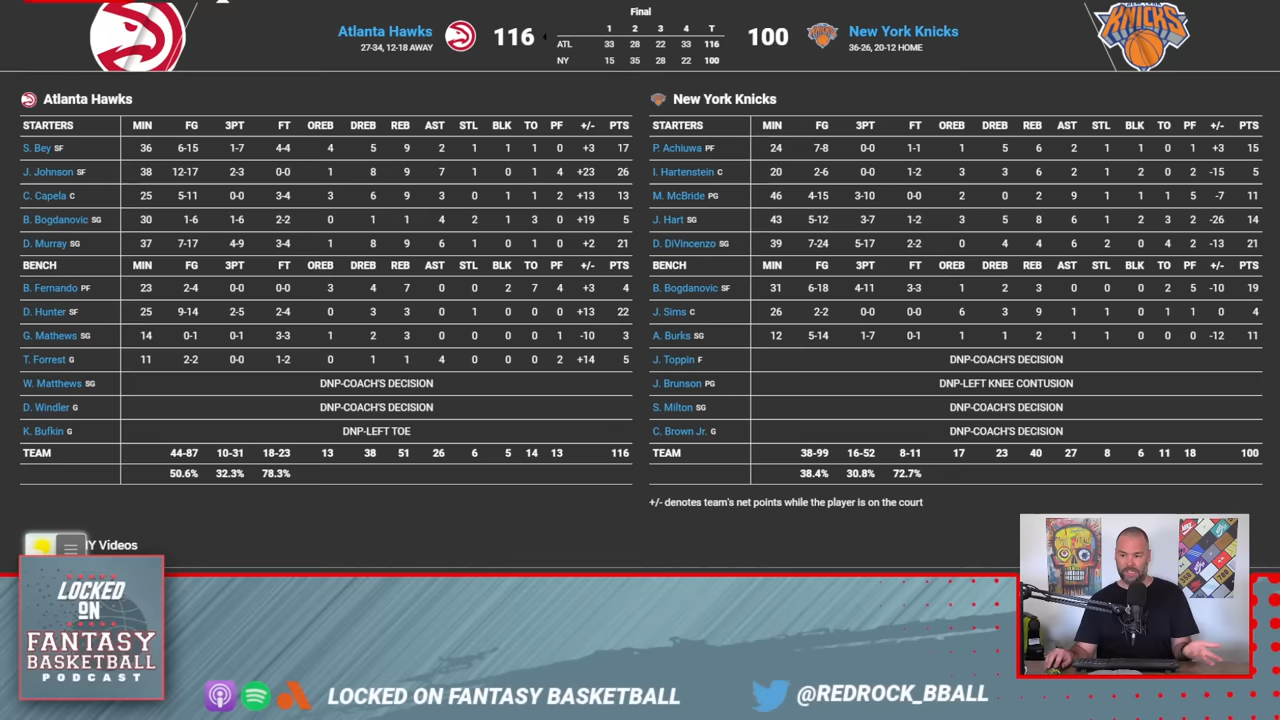 Final
Atlanta Hawks 116 1 2 3 4 T 100 New York Knicks
27-34, 12-18 AWAY ATL 33 28 22 33 116 36-26, 20-12 HOME
NY 15 35 28 22 100
KNICKS
Atlanta Hawks
STARTERS MIN FG 3PT FT OREB DREB REB AST STL BLK TO PF +/- PTS
S. Bey SF 36 6-15 1-7 4-4 4 5 9 2 1 1 1 0 +3 17
J. Johnson SF 38 12-17 2-3 0-0 1 8 9 7 1 0 1 4 +23 26
C. Capela C 25 5-11 0-0 3-4 3 6 9 3 0 1 1 2 +13 13
B. Bogdanovic SG 30 1-6 1-6 2-2 0 1 1 4 2 1 3 0 +19 5
D. Murray SG 37 7-17 4-9 3-4 1 8 9 6 1 0 1 0 +2 21
BENCH MIN FG 3PT FT OREB DREB REB AST STL BLK TO PF +/- PTS
B. Fernando PF 23 2-4 0-0 0-0 3 4 7 0 0 2 7 4 +3 4
D. Hunter SF 25 9-14 2-5 2-4 0 3 3 0 1 0 0 0 +13 22
G. Mathews SG 14 0-1 0-1 3-3 1 2 3 0 0 0 0 1 -10 3
T. Forrest G 11 2-2 0-0 1-2 0 1 1 4 0 0 0 2 +14 5
W. Matthews SG DNP-COACH'S DECISION
D. Windler G DNP-COACH'S DECISION
K. Bufkin G DNP-LEFT TOE
TEAM 44-87 10-31 18-23 13 38 51 26 6 5 14 13 116
50.6% 32.3% 78.3%
New York Knicks
STARTERS MIN FG 3PT FT OREB DREB REB AST STL BLK TO PF +/- PTS
P. Achiuwa PF 24 7-8 0-0 1-1 1 5 6 2 1 1 0 1 +3 15
I. Hartenstein C 20 2-6 0-0 1-2 3 3 6 2 1 2 0 2 -15 5
M. McBride PG 46 4-15 3-10 0-0 2 0 2 9 1 1 1 5 -7 11
J. Hart SG 43 5-12 3-7 1-2 3 5 8 6 1 2 3 2 -26 14
D. DiVincenzo SG 39 7-24 5-17 2-2 0 4 4 6 2 0 4 2 -13 21
BENCH MIN FG 3PT FT OREB DREB REB AST STL BLK TO PF +/- PTS
B. Bogdanovic SF 31 6-18 4-11 3-3 1 2 3 0 0 0 2 5 -10 19
J. Sims C 26 2-2 0-0 0-0 6 3 9 1 1 0 1 1 0 4
A. Burks SG 12 5-14 1-7 0-1 1 1 2 1 1 0 0 0 -12 11
J. Toppin F DNP-COACH'S DECISION
J. Brunson PG DNP-LEFT KNEE CONTUSION
S. Milton SG DNP-COACH'S DECISION
C. Brown Jr. G DNP-COACH'S DECISION
TEAM 38-99 16-52 8-11 17 23 40 27 8 6 11 18 100
38.4% 30.8% 72.7%
+/- denotes team's net points while the player is on the court
NY Videos
LOCKED
ON
FANTASY
BASKETBALL
PODCAST
LOCKED ON FANTASY BASKETBALL
@REDROCK_BBALL